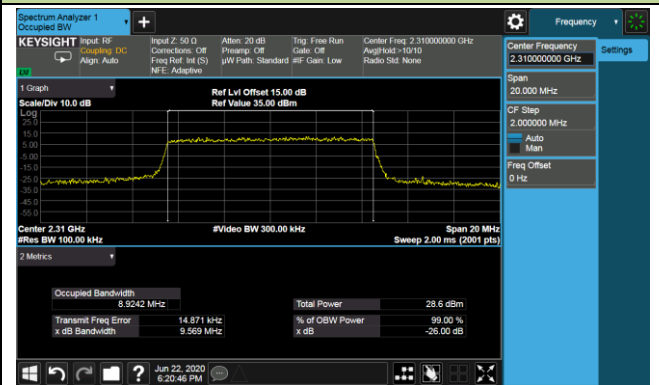 Spectrum Analyzer 1
Occupied BW
Frequency
KEYSIGHT
Input: RF
Coupling: DC
Align: Auto
Input Z: 50 Ω
Corrections: Off
Freq Ref: Int (S)
NFE: Adaptive
Atten: 20 dB
Preamp: Off
µW Path: Standard
Trig: Free Run
Gate: Off
#IF Gain: Low
Center Freq: 2.310000000 GHz
Avg|Hold:>10/10
Radio Std: None
Center Frequency
2.310000000 GHz
Settings
Span
20.000 MHz
CF Step
2.000000 MHz
Auto
Man
Freq Offset
0 Hz
1 Graph
Scale/Div 10.0 dB
Ref Lvl Offset 15.00 dB
Ref Value 35.00 dBm
Log
25.0
15.0
5.00
-5.00
-15.0
-25.0
-35.0
-45.0
-55.0
Center 2.31 GHz
#Res BW 100.00 kHz
#Video BW 300.00 kHz
Span 20 MHz
Sweep 2.00 ms (2001 pts)
2 Metrics
Occupied Bandwidth
8.9242 MHz
Total Power 28.6 dBm
Transmit Freq Error 14.871 kHz
% of OBW Power 99.00 %
x dB Bandwidth 9.569 MHz
x dB -26.00 dB
Jun 22, 2020
6:20:46 PM